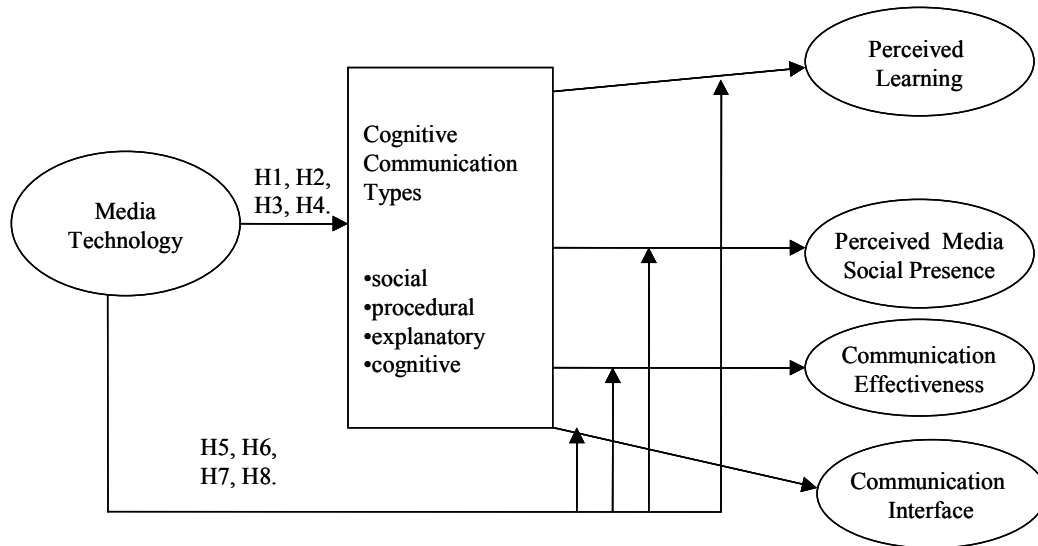 Perceived
Learning
Cognitive
Communication
Types
H1, H2,
H3, H4.
Media
Technology
•social
•procedural
•explanatory
•cognitive
Perceived Media
Social Presence
Communication
Effectiveness
H5, H6,
H7, H8.
Communication
Interface